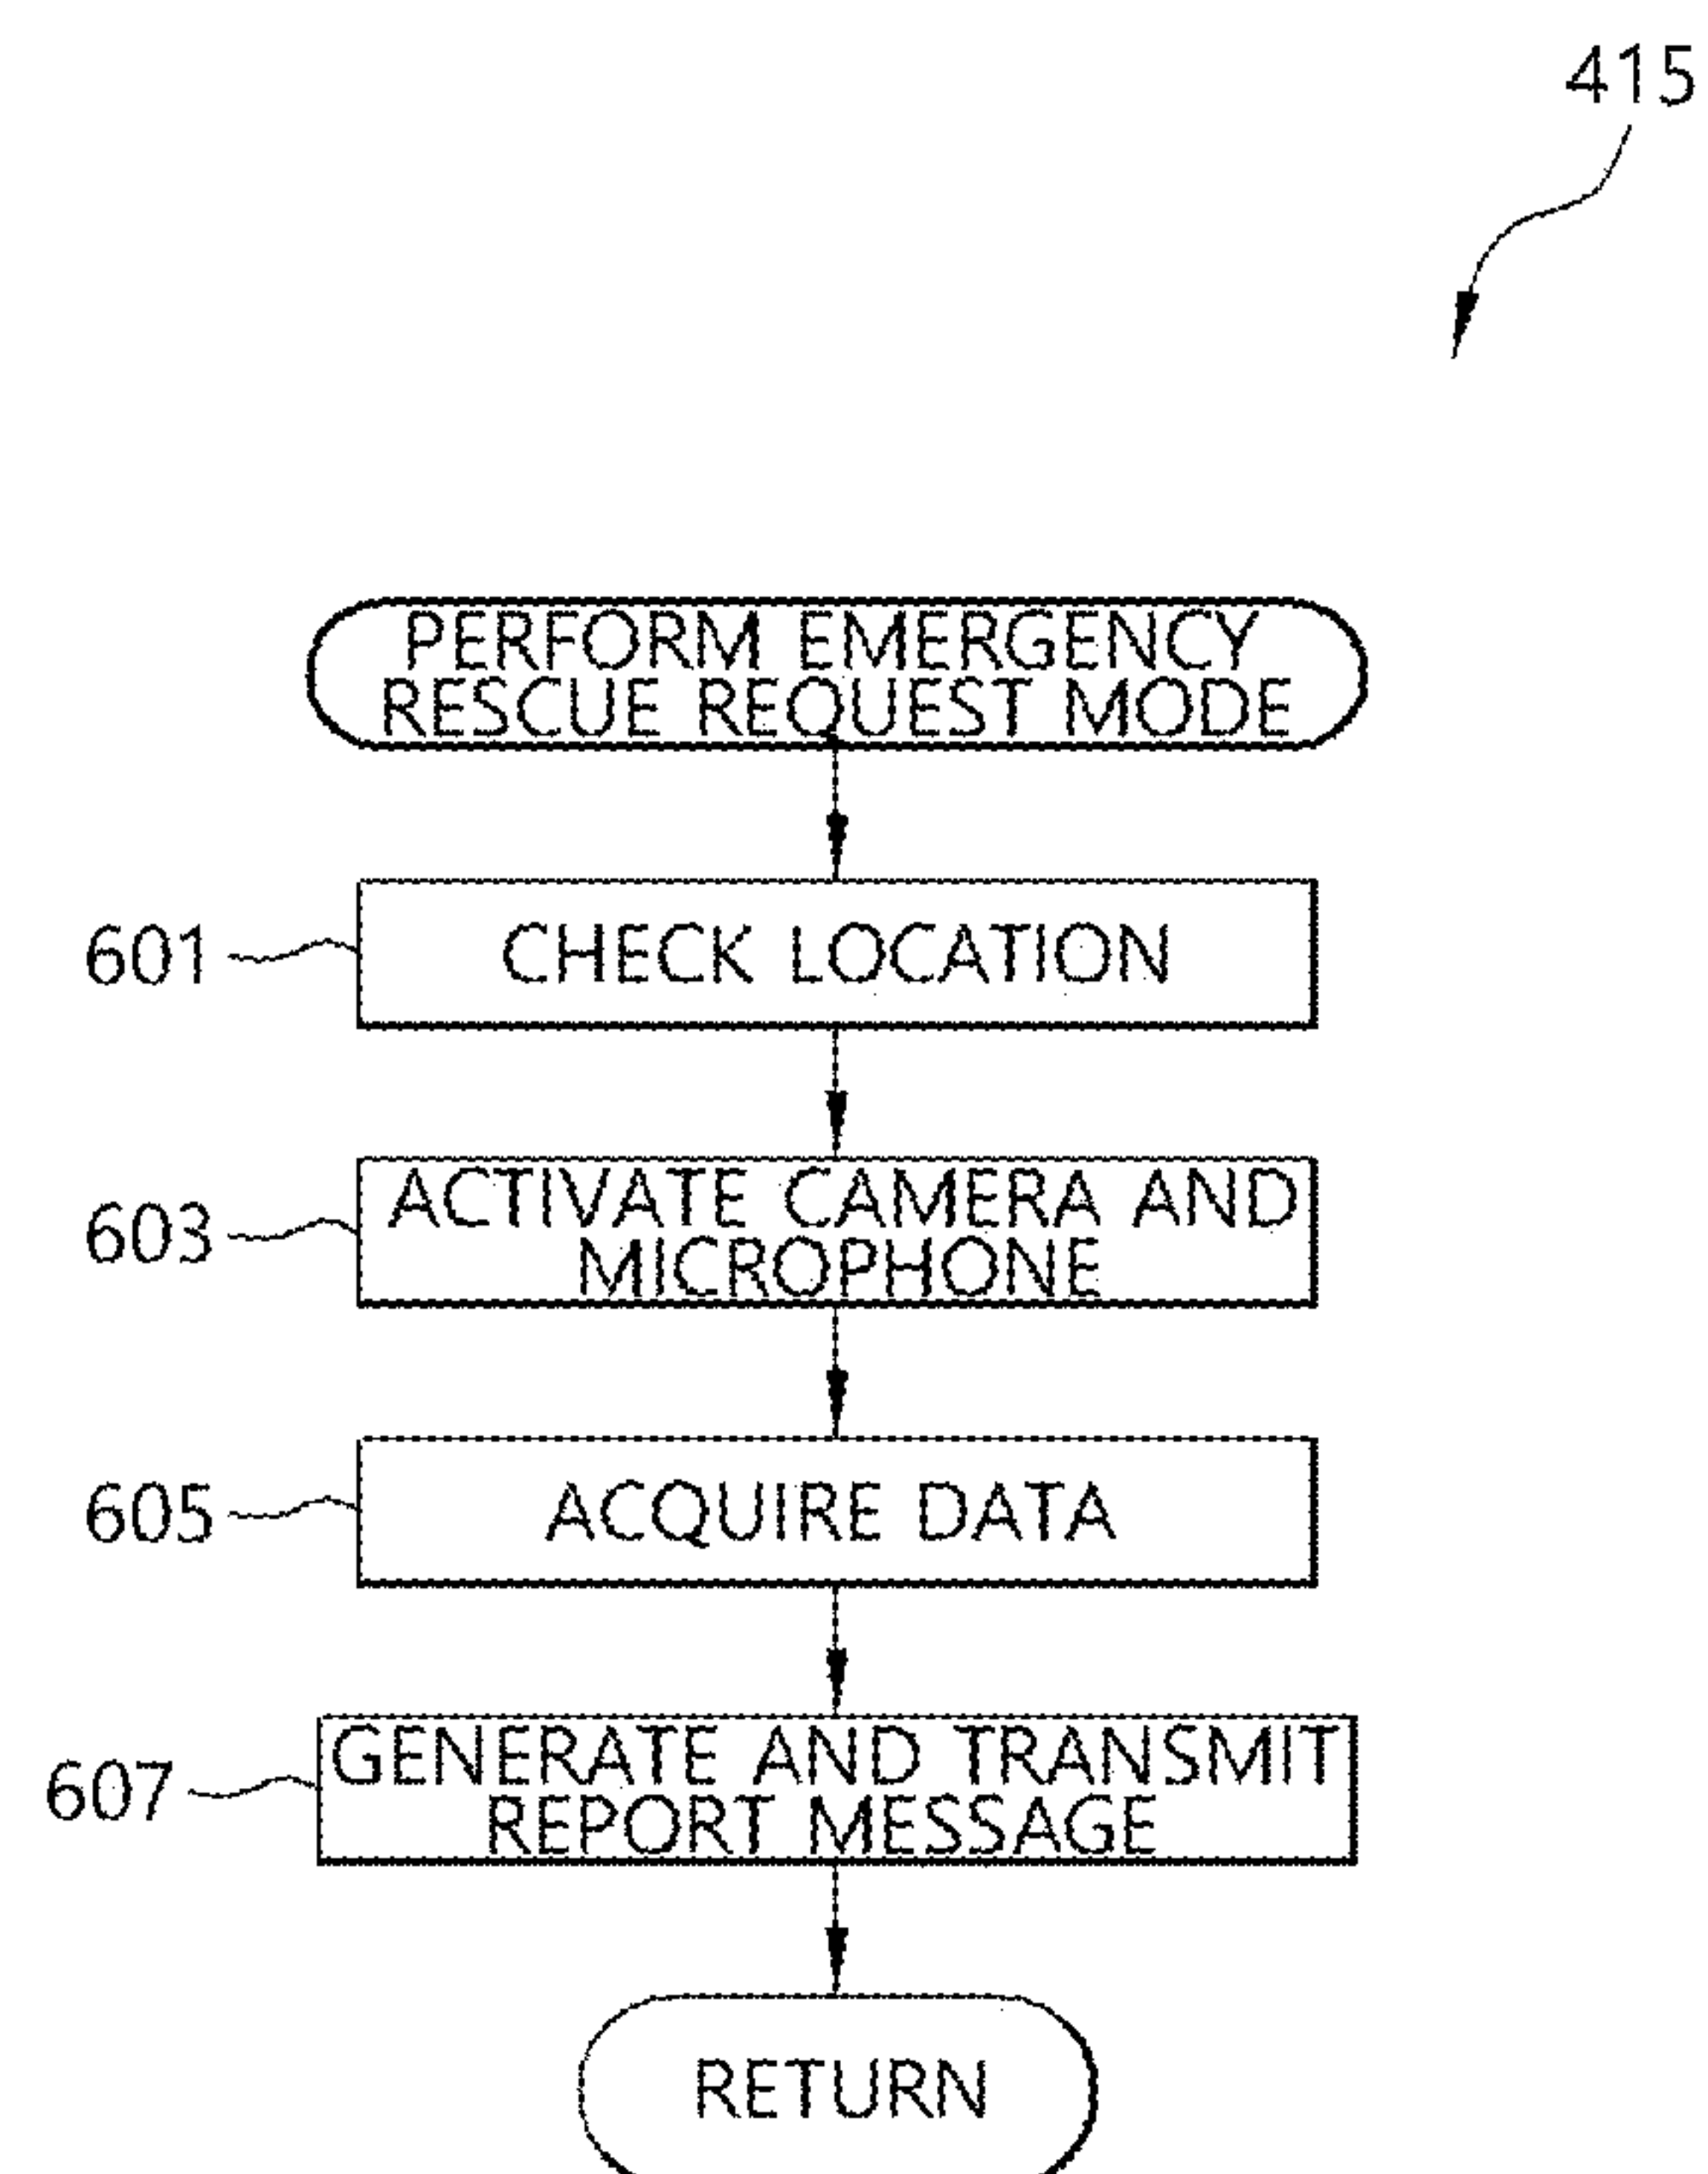 415
PERFORM EMERGENCY
RESCUE REQUEST MODE
601
CHECK LOCATION
603
ACTIVATE CAMERA AND
MICROPHONE
605
ACQUIRE DATA
607
GENERATE AND TRANSMIT
REPORT MESSAGE
RETURN